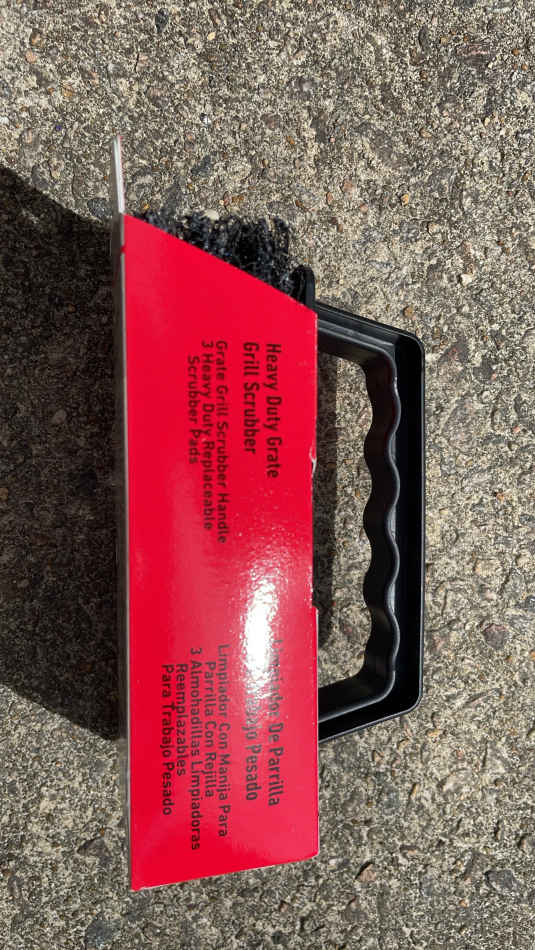 Heavy Duty Grate
Grill Scrubber
Grate Grill Scrubber Handle
3 Heavy Duty Replaceable
Scrubber Pads
De Parrilla
Pesado
Limpiador Con Manija Para
Parrilla Con Rejilla
3 Almohadillas Limpiadoras
Reemplazables
Para Trabajo Pesado